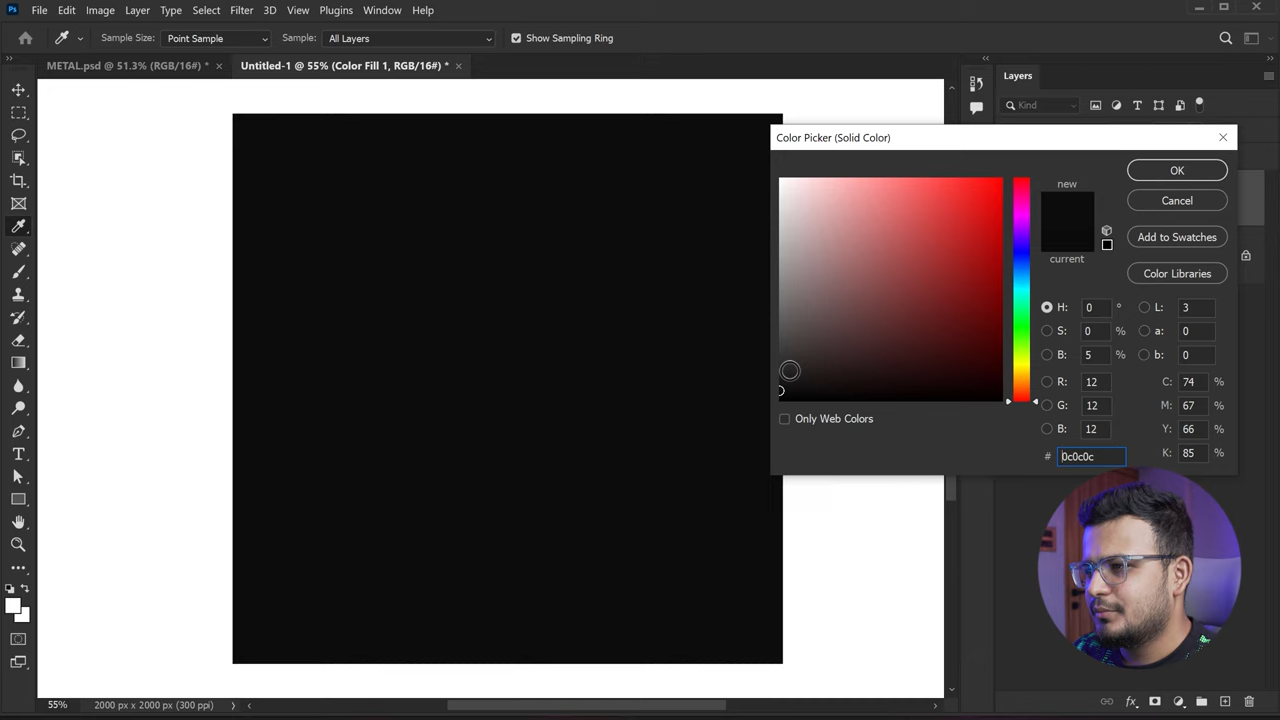 Ps File Edit Image Layer Type Select Filter 3D View Plugins Window Help
Sample Size: Point Sample Sample: All Layers Show Sampling Ring
METAL.psd @ 51.3% (RGB/16#) * × Untitled-1 @ 55% (Color Fill 1, RGB/16#) * ×
Layers
Kind
Color Picker (Solid Color)
new
current
OK
Cancel
Add to Swatches
Color Libraries
H: 0 ° L: 3
S: 0 % a: 0
B: 5 % b: 0
R: 12 C: 74 %
G: 12 M: 67 %
B: 12 Y: 66 %
# 0c0c0c K: 85 %
Only Web Colors
55% 2000 px x 2000 px (300 ppi)